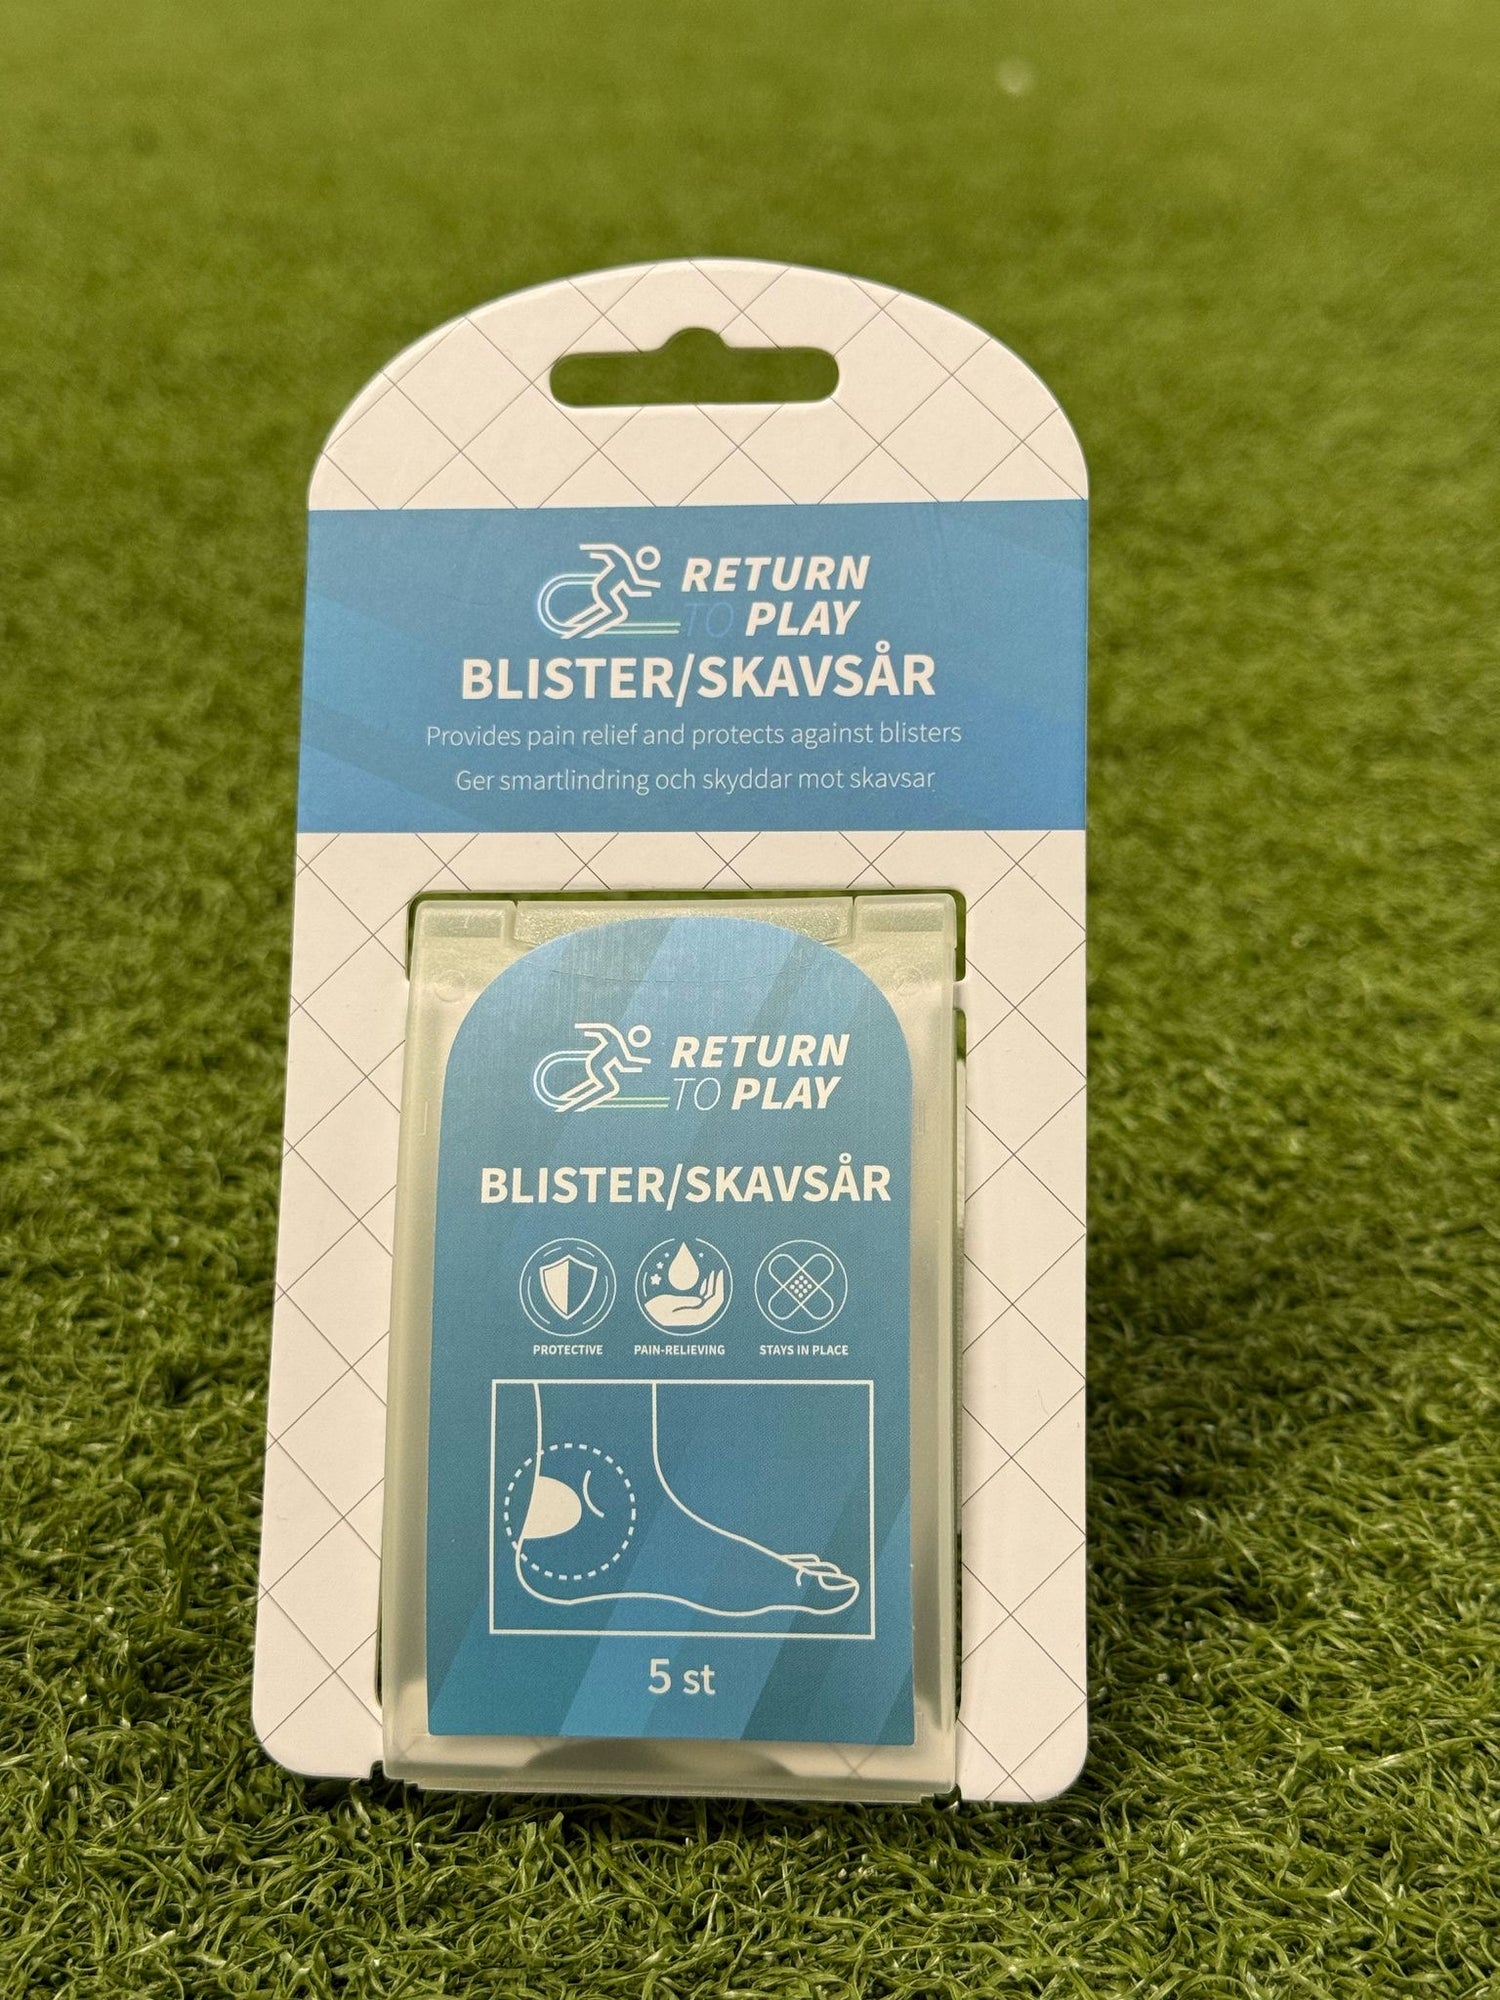 RETURN
TO PLAY
BLISTER/SKAVSÅR
Provides pain relief and protects against blisters
Ger smartlindring och skyddar mot skavsar
RETURN
TO PLAY
BLISTER/SKAVSÅR
PROTECTIVE PAIN-RELIEVING STAYS IN PLACE
5 st